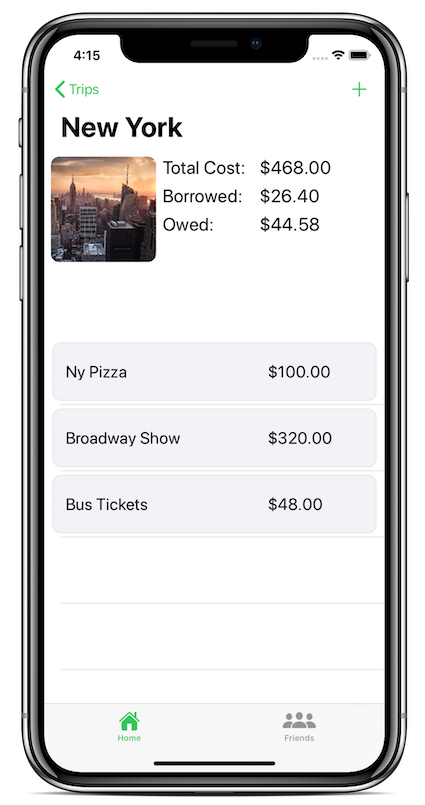 4:15
Trips +
New York
Total Cost: $468.00
Borrowed: $26.40
Owed: $44.58
Ny Pizza $100.00
Broadway Show $320.00
Bus Tickets $48.00
Home Friends